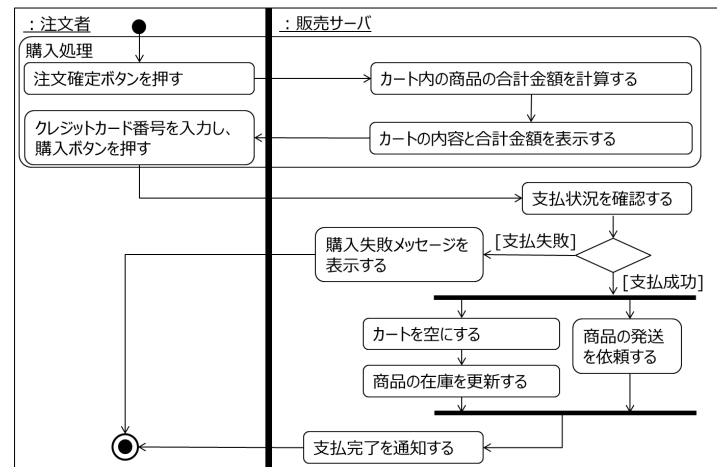 ：注文者
：販売サーバ
購入処理
注文確定ボタンを押す
カート内の商品の合計金額を計算する
クレジットカード番号を入力し、
購入ボタンを押す
カートの内容と合計金額を表示する
支払状況を確認する
購入失敗メッセージを
表示する
[支払失敗]
[支払成功]
カートを空にする
商品の発送
を依頼する
商品の在庫を更新する
支払完了を通知する